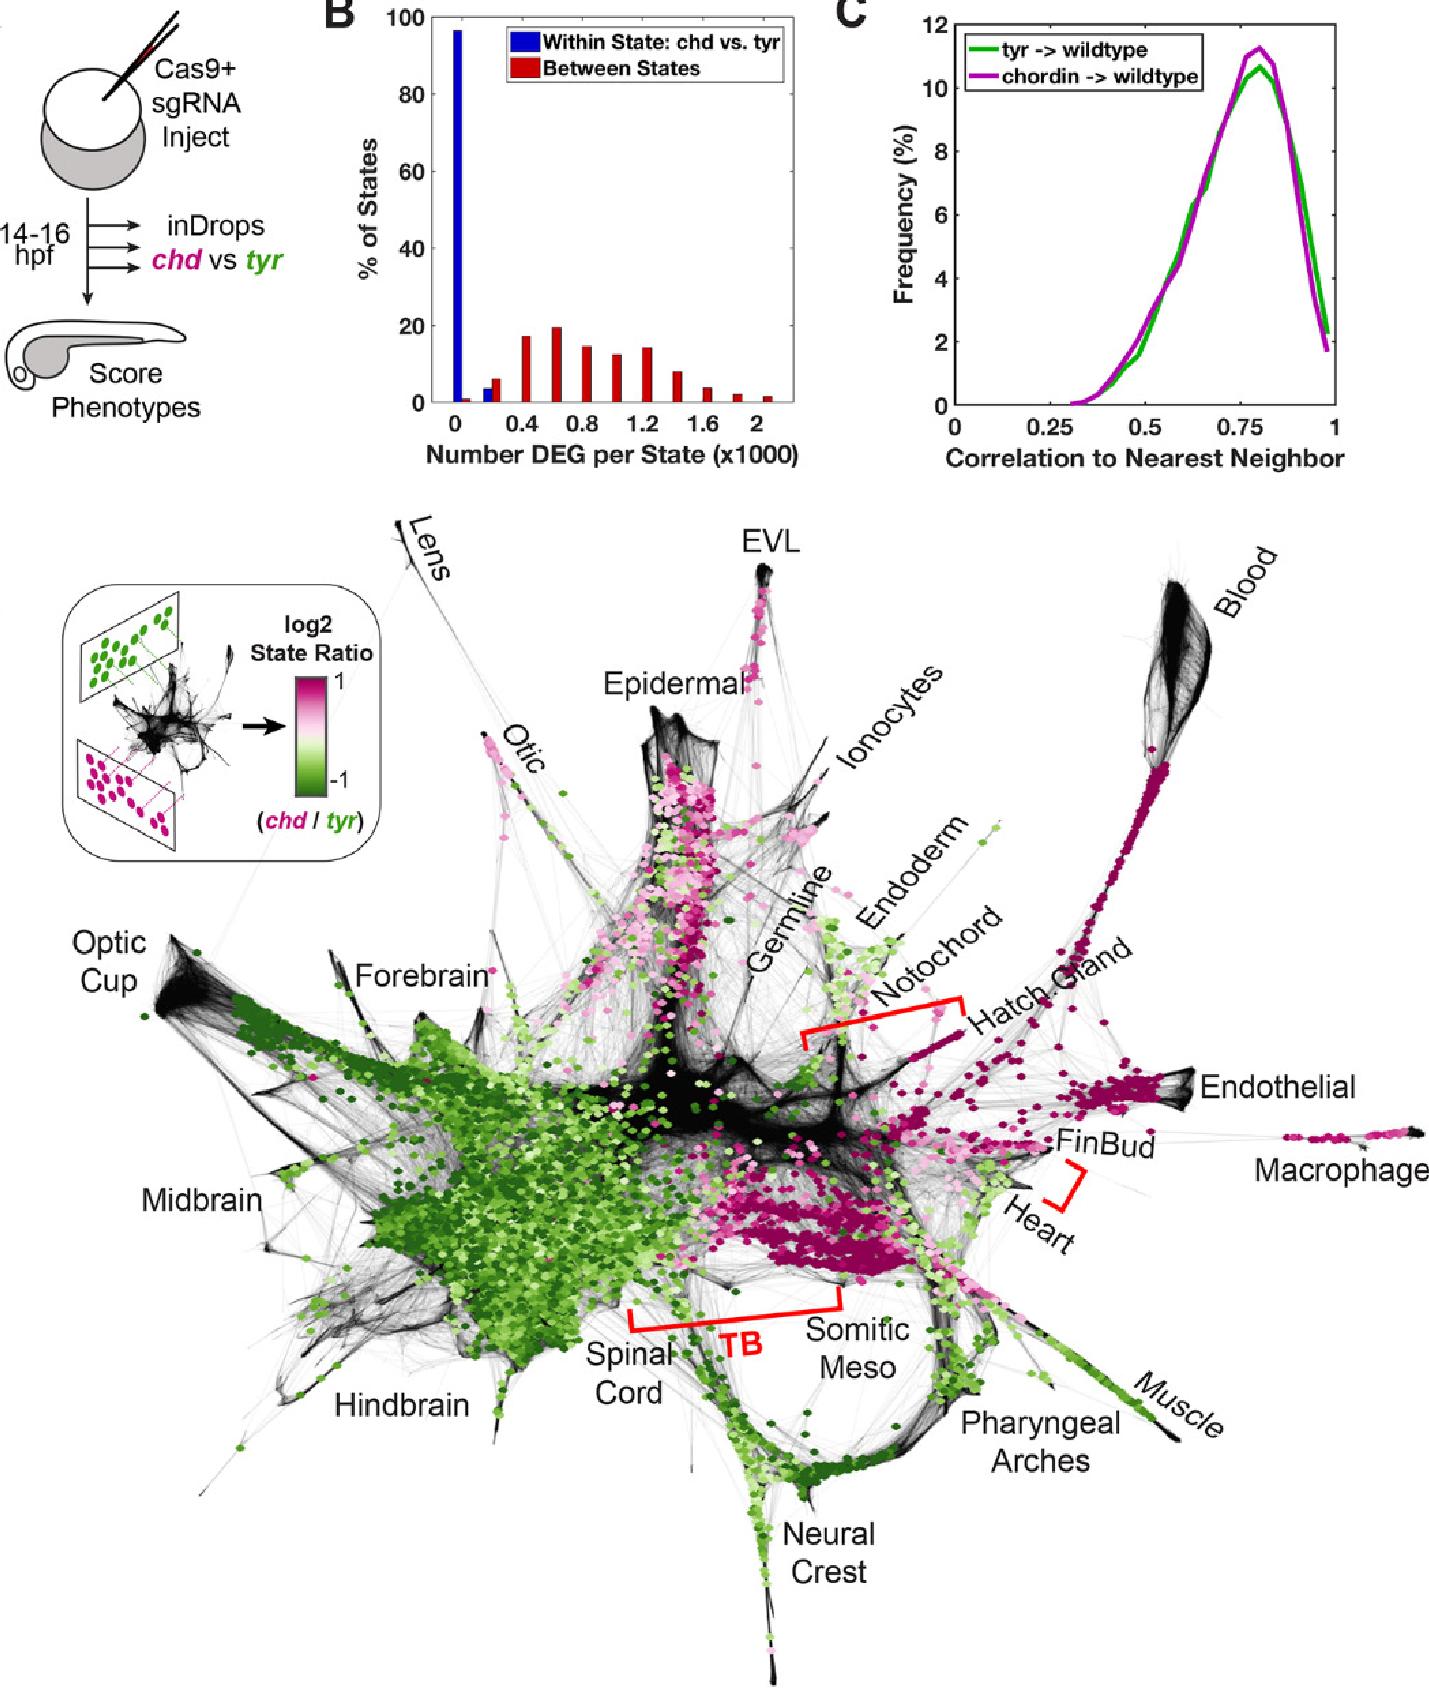 B
C
Cas9+
sgRNA
Inject
14-16
hpf
inDrops
chd vs tyr
Score
Phenotypes
100
80
60
40
20
0
% of States
Within State: chd vs. tyr
Between States
0 0.4 0.8 1.2 1.6 2
Number DEG per State (x1000)
12
10
8
6
4
2
0
Frequency (%)
tyr -> wildtype
chordin -> wildtype
0 0.25 0.5 0.75 1
Correlation to Nearest Neighbor
log2
State Ratio
1
-1
(chd / tyr)
Lens
EVL
Blood
Epidermal
Ionocytes
Otic
Endoderm
Germline
Optic
Cup
Forebrain
Notochord
Hatch Gland
Endothelial
FinBud
Macrophage
Midbrain
Heart
TB
Somitic
Meso
Spinal
Cord
Hindbrain
Muscle
Pharyngeal
Arches
Neural
Crest